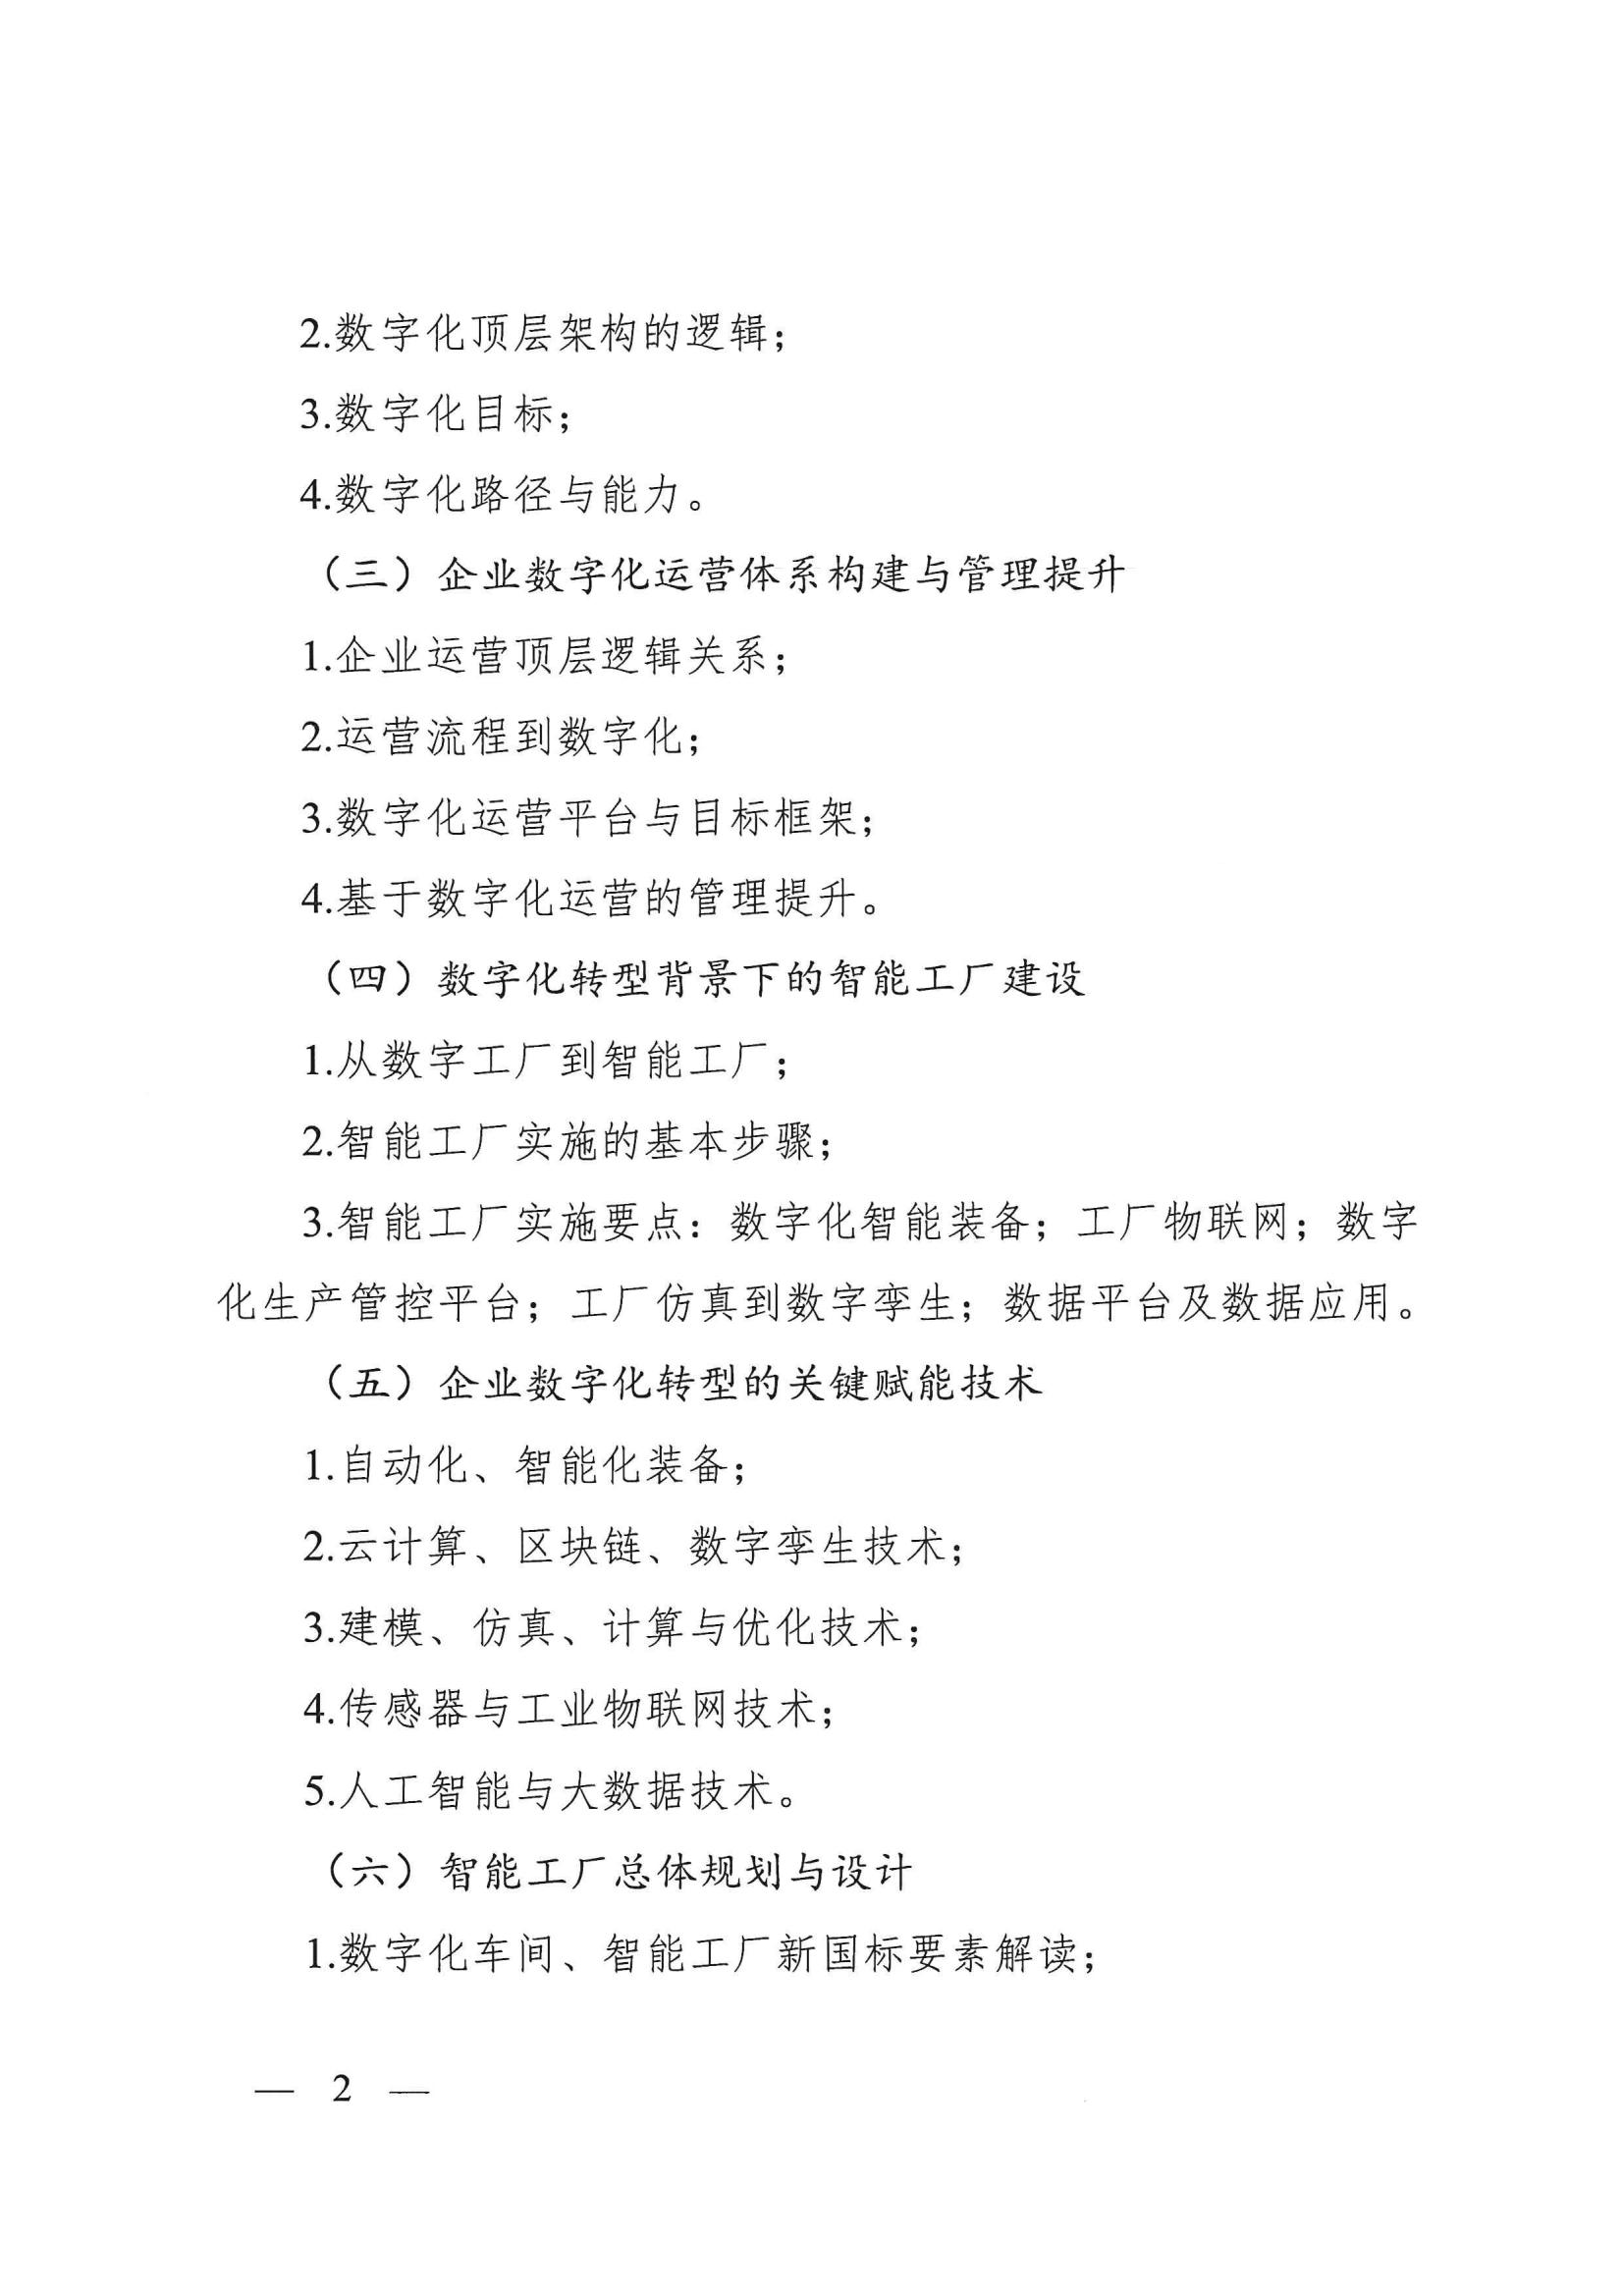 2.数字化顶层架构的逻辑；
3.数字化目标；
4.数字化路径与能力。
（三）企业数字化运营体系构建与管理提升
1.企业运营顶层逻辑关系；
2.运营流程到数字化；
3.数字化运营平台与目标框架；
4.基于数字化运营的管理提升。
（四）数字化转型背景下的智能工厂建设
1.从数字工厂到智能工厂；
2.智能工厂实施的基本步骤；
3.智能工厂实施要点：数字化智能装备；工厂物联网；数字
化生产管控平台；工厂仿真到数字孪生；数据平台及数据应用。
（五）企业数字化转型的关键赋能技术
1.自动化、智能化装备；
2.云计算、区块链、数字孪生技术；
3.建模、仿真、计算与优化技术；
4.传感器与工业物联网技术；
5.人工智能与大数据技术。
（六）智能工厂总体规划与设计
1.数字化车间、智能工厂新国标要素解读；
— 2 —